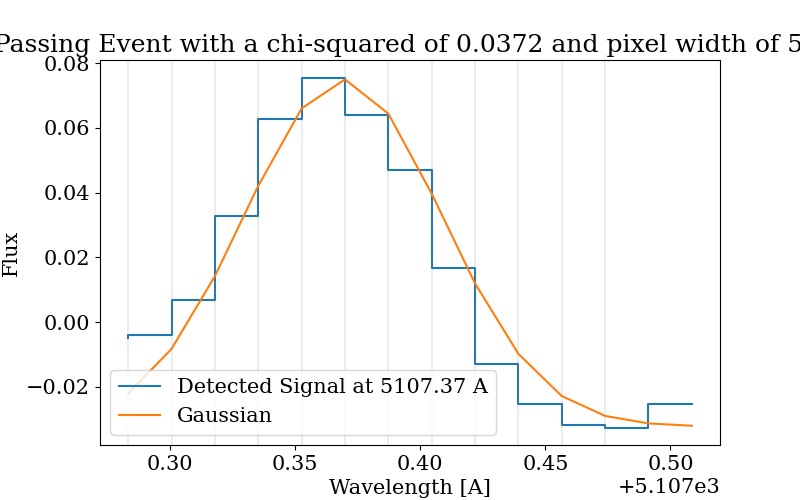 Passing Event with a chi-squared of 0.0372 and pixel width of 5
0.08
0.06
0.04
0.02
0.00
−0.02
Flux
Detected Signal at 5107.37 A
Gaussian
0.30 0.35 0.40 0.45 0.50
Wavelength [A]
+5.107e3